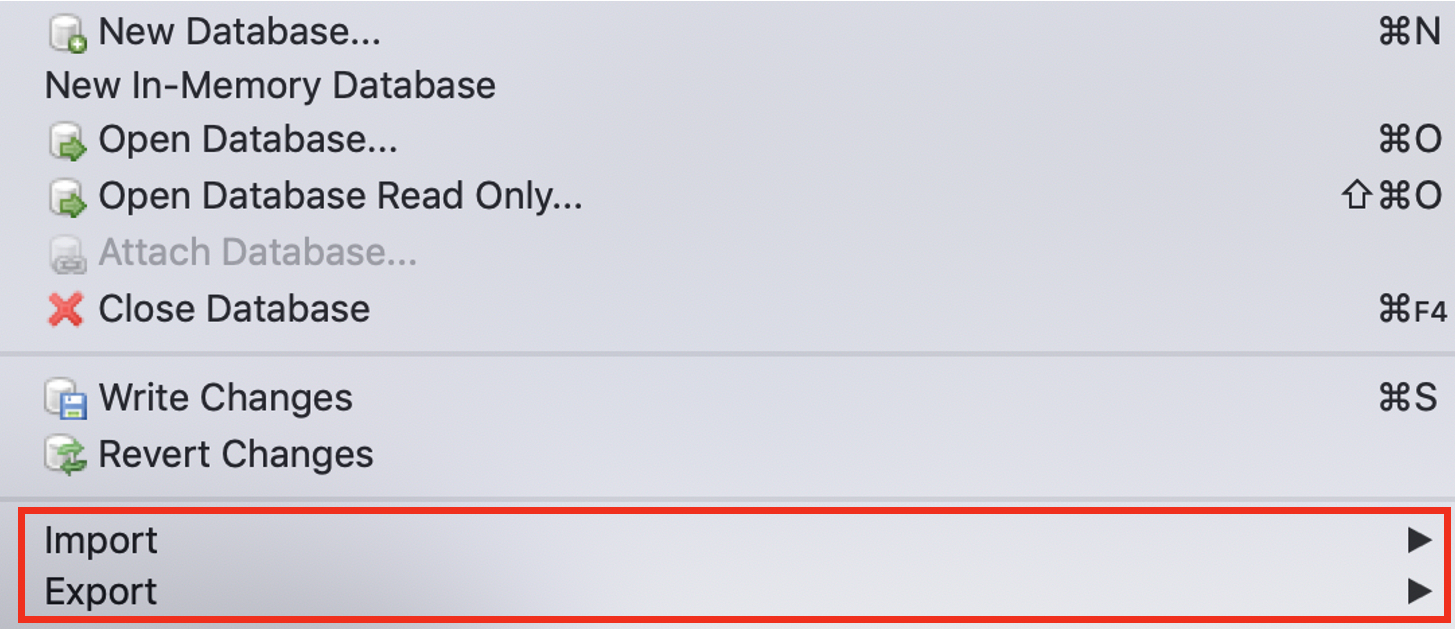 New Database... ⌘N
New In-Memory Database
Open Database... ⌘O
Open Database Read Only... ⇧⌘O
Attach Database...
Close Database ⌘F4
Write Changes ⌘S
Revert Changes
Import ▶
Export ▶